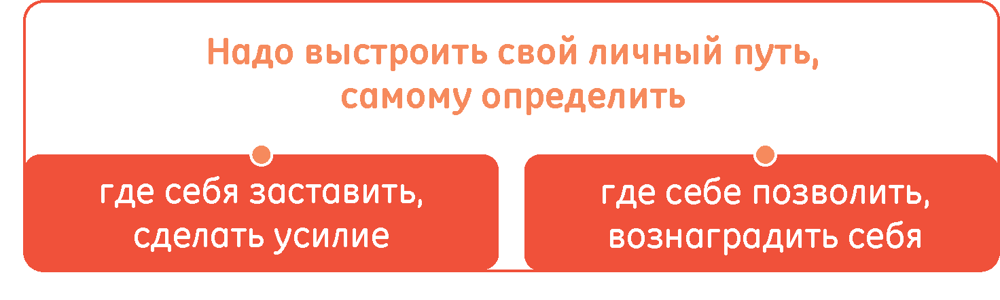 Надо выстроить свой личный путь,
самому определить
где себя заставить,
сделать усилие
где себе позволить,
вознаградить себя